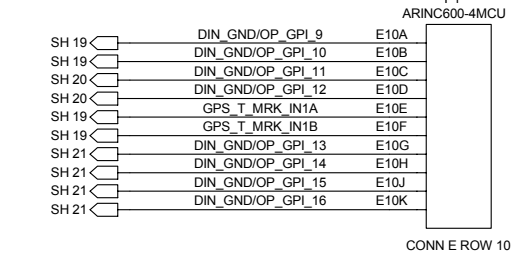 ARINC600-4MCU
SH 19 DIN_GND/OP_GPI_9 E10A
SH 19 DIN_GND/OP_GPI_10 E10B
SH 20 DIN_GND/OP_GPI_11 E10C
SH 20 DIN_GND/OP_GPI_12 E10D
SH 19 GPS_T_MRK_IN1A E10E
SH 19 GPS_T_MRK_IN1B E10F
SH 21 DIN_GND/OP_GPI_13 E10G
SH 21 DIN_GND/OP_GPI_14 E10H
SH 21 DIN_GND/OP_GPI_15 E10J
SH 21 DIN_GND/OP_GPI_16 E10K
CONN E ROW 10